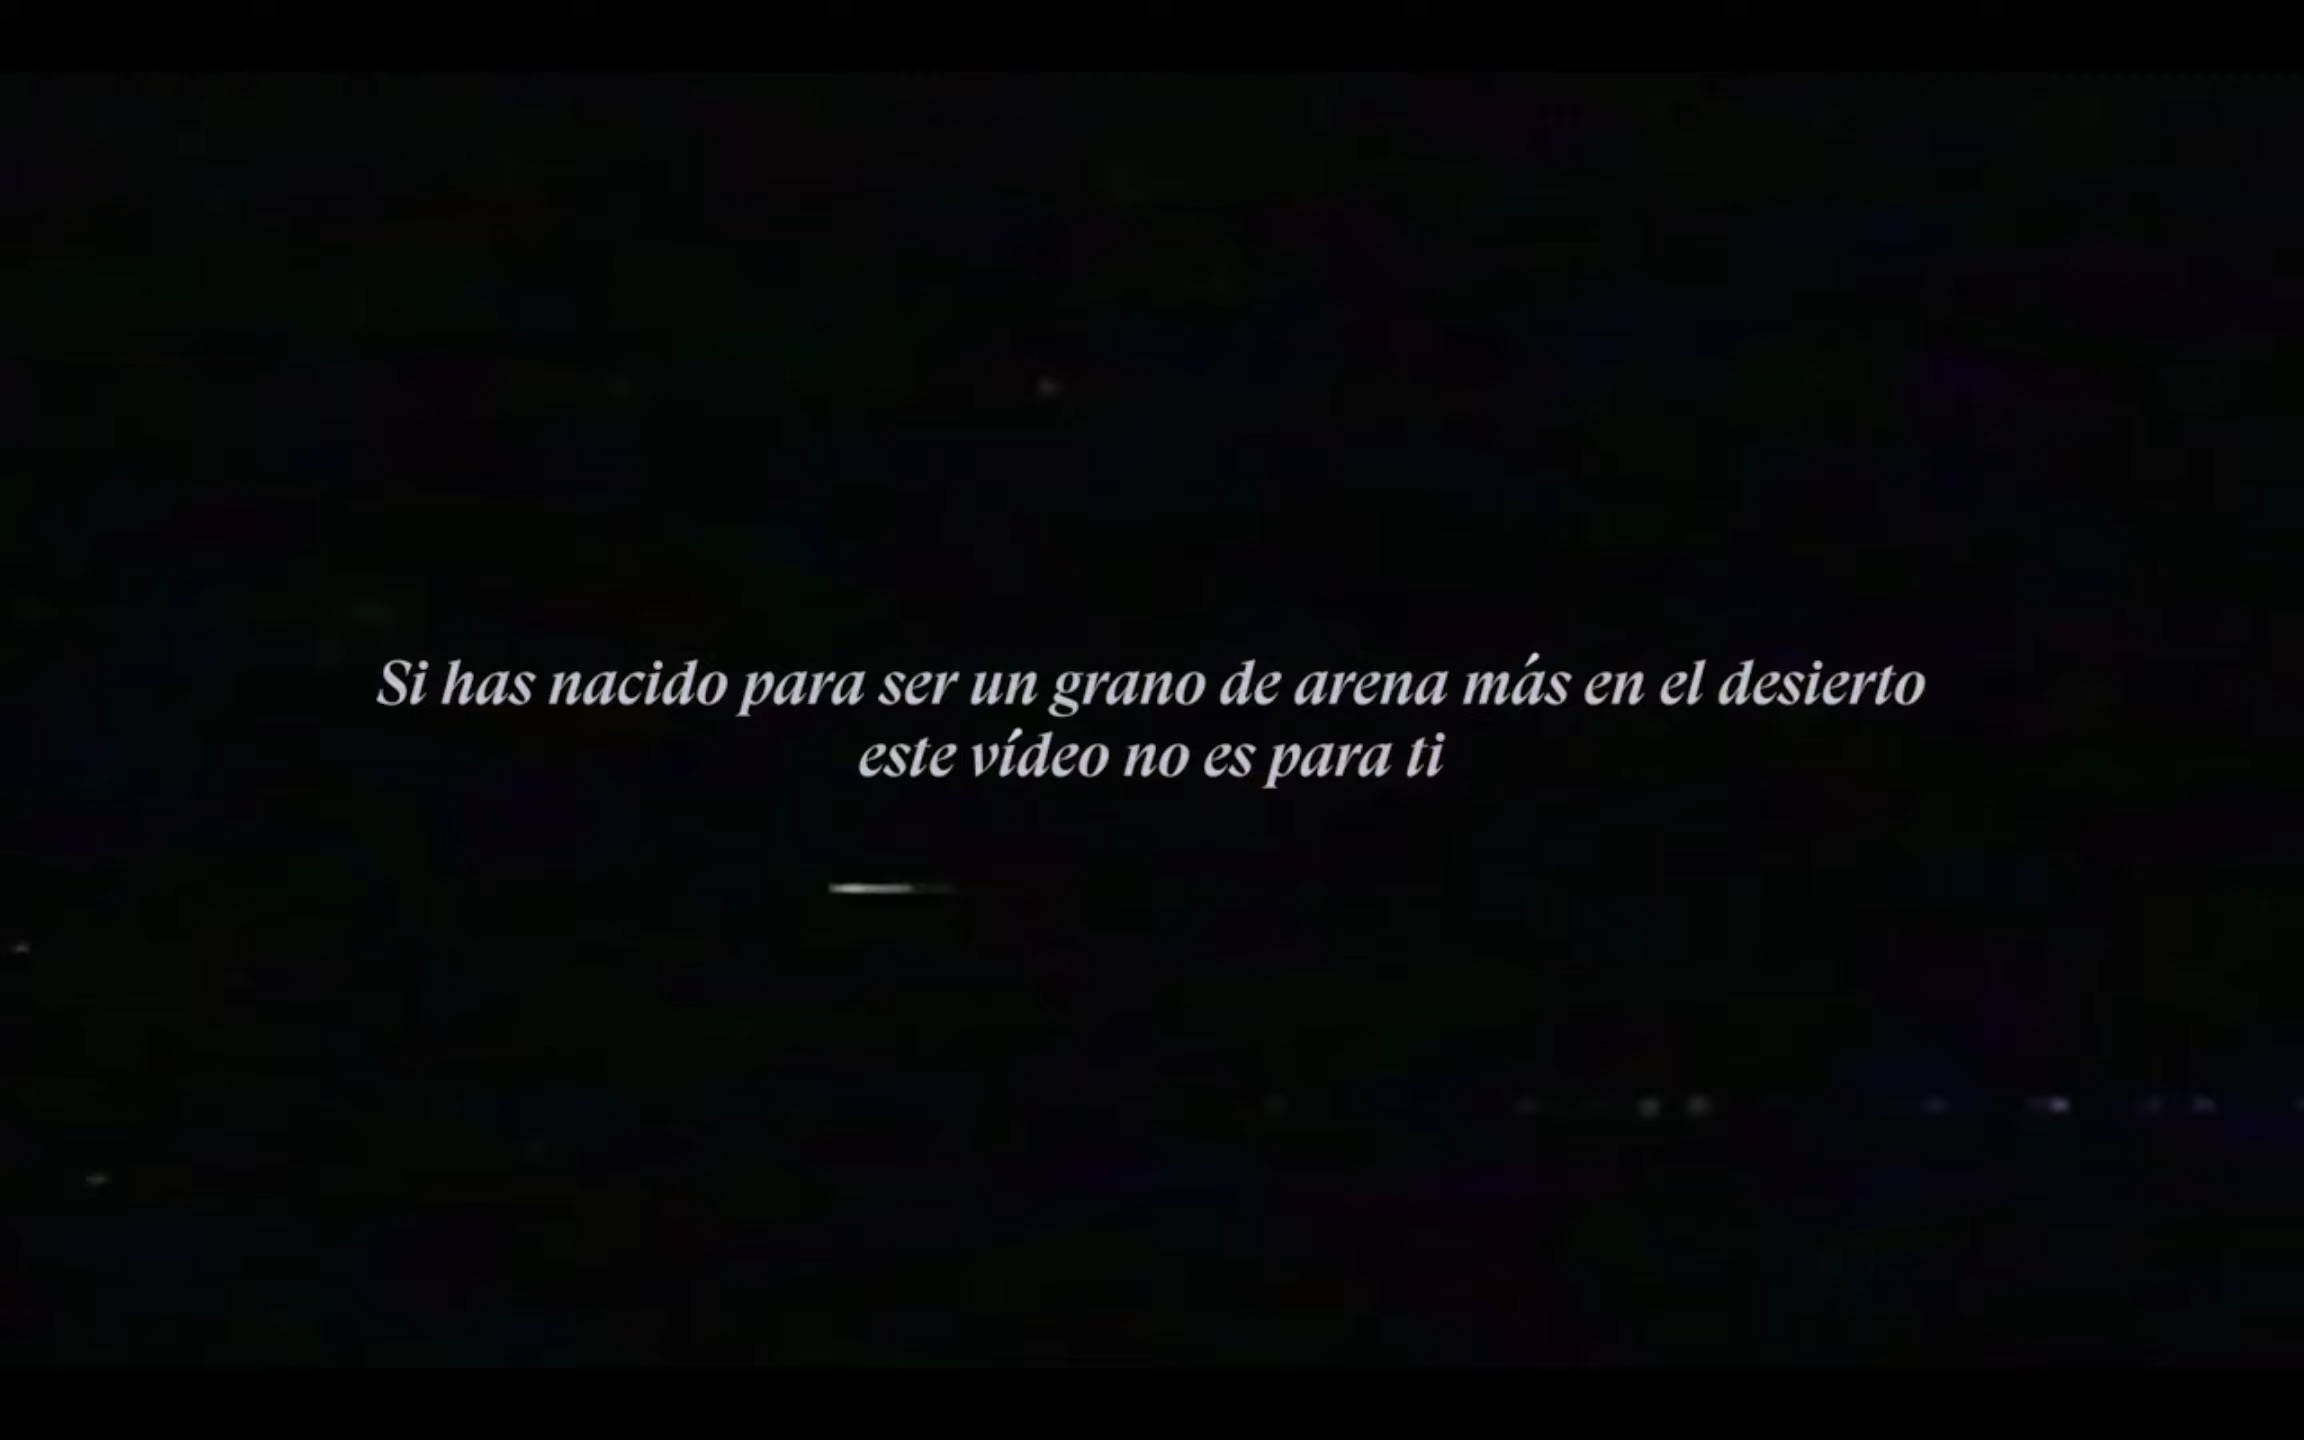 Si has nacido para ser un grano de arena más en el desierto
este vídeo no es para ti